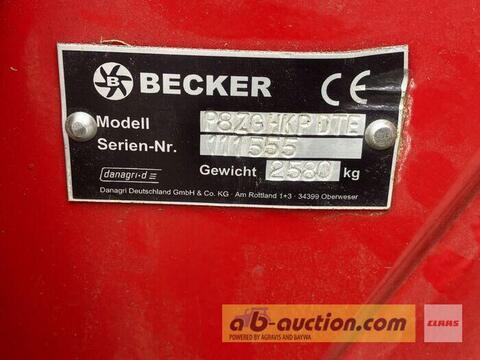 B BECKER CE
Modell P8ZGHKPDTE
Serien-Nr. 111555
Gewicht 2580 kg
danagri-d
Danagri Deutschland GmbH & Co. KG · Am Rottland 1+3 · 34399 Oberweser
CLAAS
ab-auction.com
POWERED BY AGRAVIS AND BAYWA